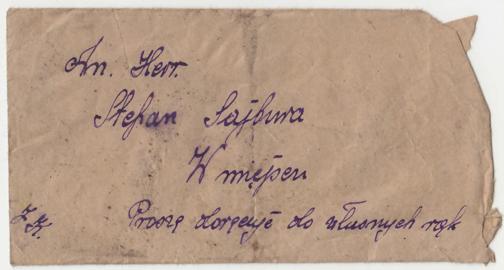 An. Herr.
Stefan Sajbura
W miejscu
Z K.
Proszę doręczyć do własnych rąk